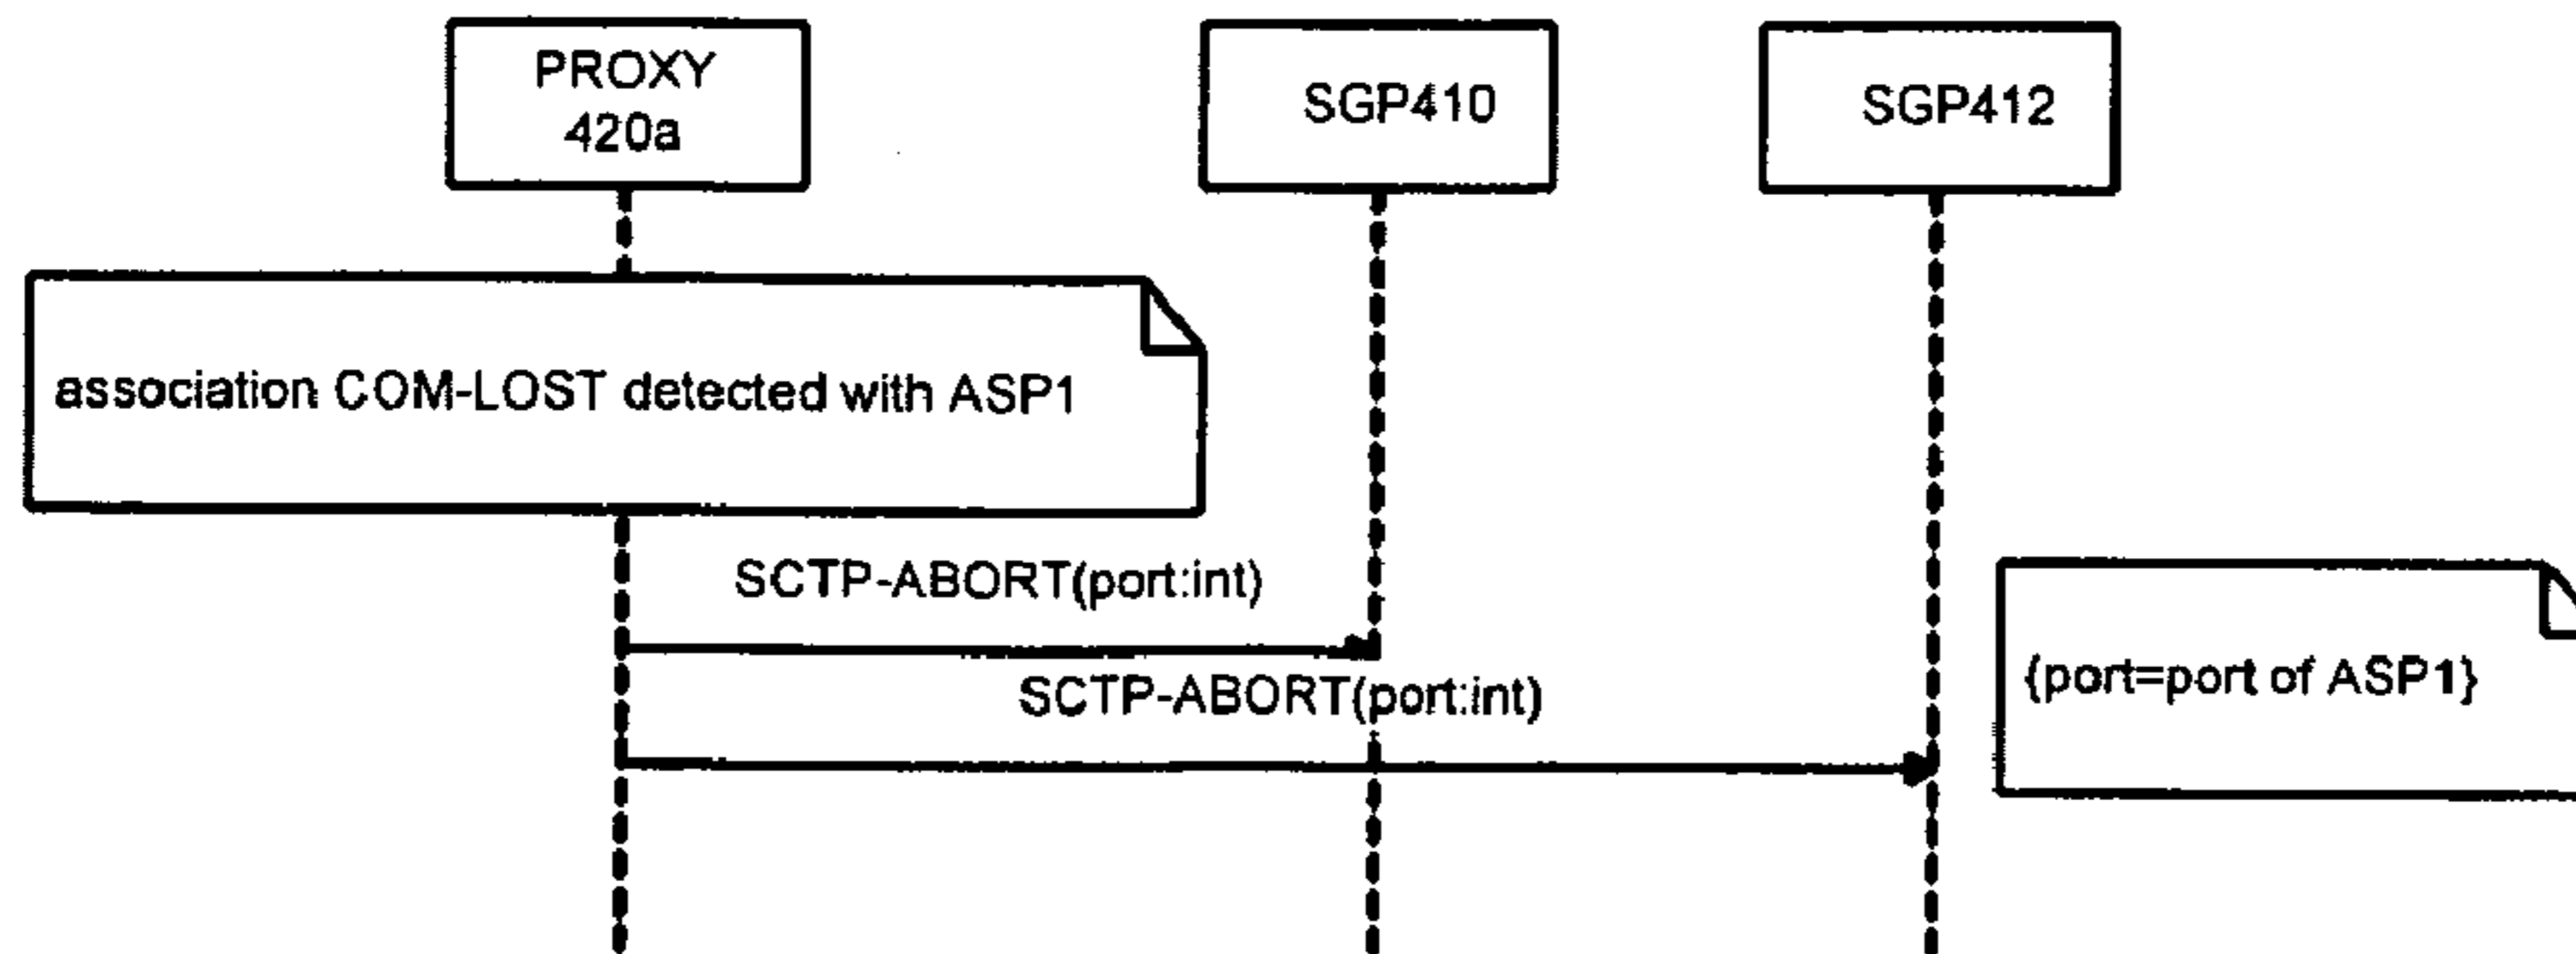 PROXY
420a
SGP410
SGP412
association COM-LOST detected with ASP1
SCTP-ABORT(port:int)
SCTP-ABORT(port:int)
{port=port of ASP1}